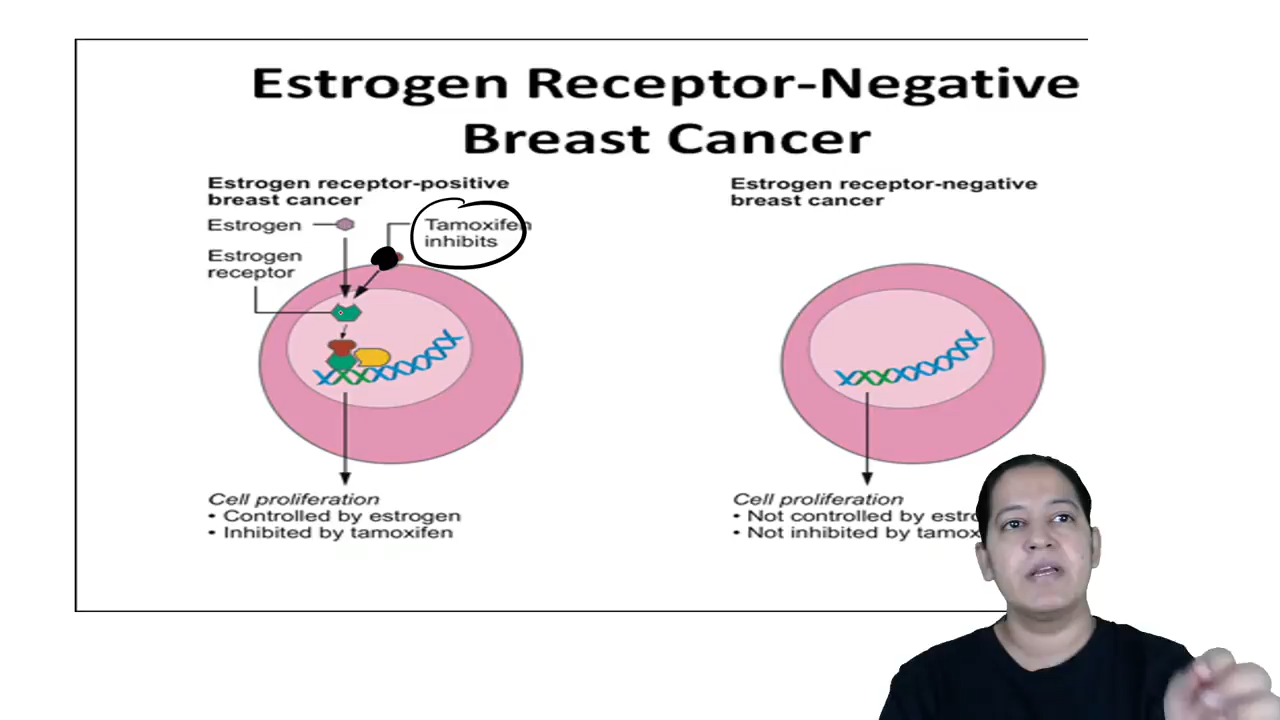 Estrogen Receptor-Negative
Breast Cancer
Estrogen receptor-positive
breast cancer
Estrogen
Tamoxifen
inhibits
Estrogen
receptor
Cell proliferation
• Controlled by estrogen
• Inhibited by tamoxifen
Estrogen receptor-negative
breast cancer
Cell proliferation
• Not controlled by
• Not inhibited by